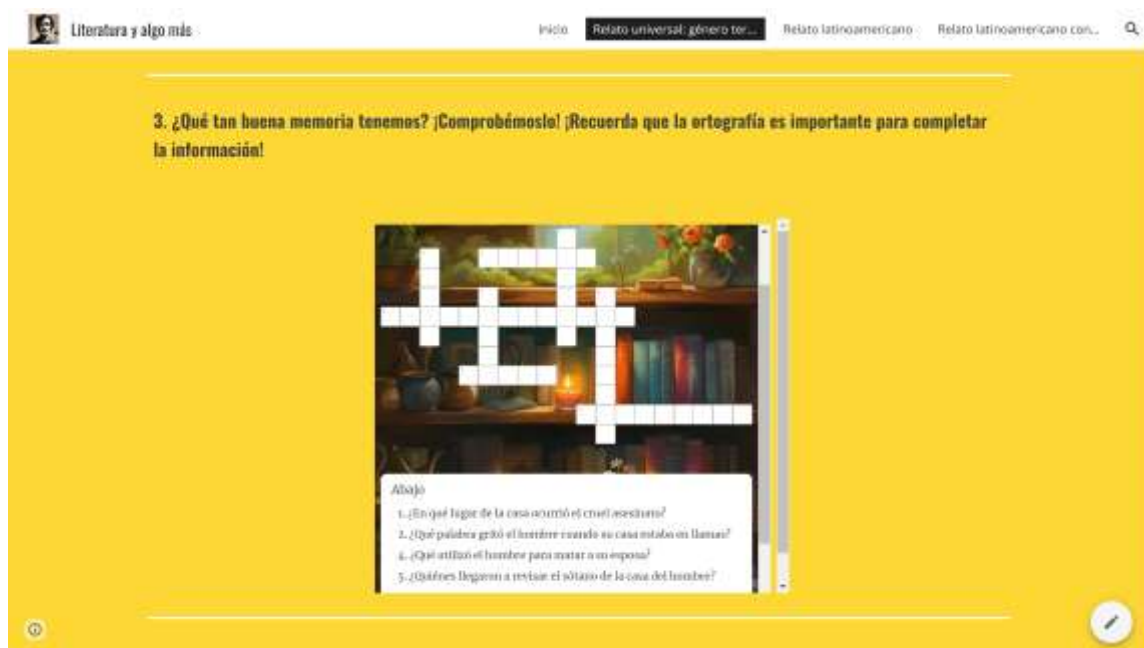 Literatura y algo más
Inicio
Relato universal: género ter...
Relato latinoamericano
Relato latinoamericano con...
3. ¿Qué tan buena memoria tenemos? ¡Comprobémoslo! ¡Recuerda que la ortografía es importante para completar
la información!
Abajo
1. ¿En qué lugar de la casa ocurrió el cruel asesinato?
2. ¿Qué palabra gritó el hombre cuando su casa estaba en llamas?
4. ¿Qué utilizó el hombre para matar a su esposa?
5. ¿Quiénes llegaron a revisar el sótano de la casa del hombre?